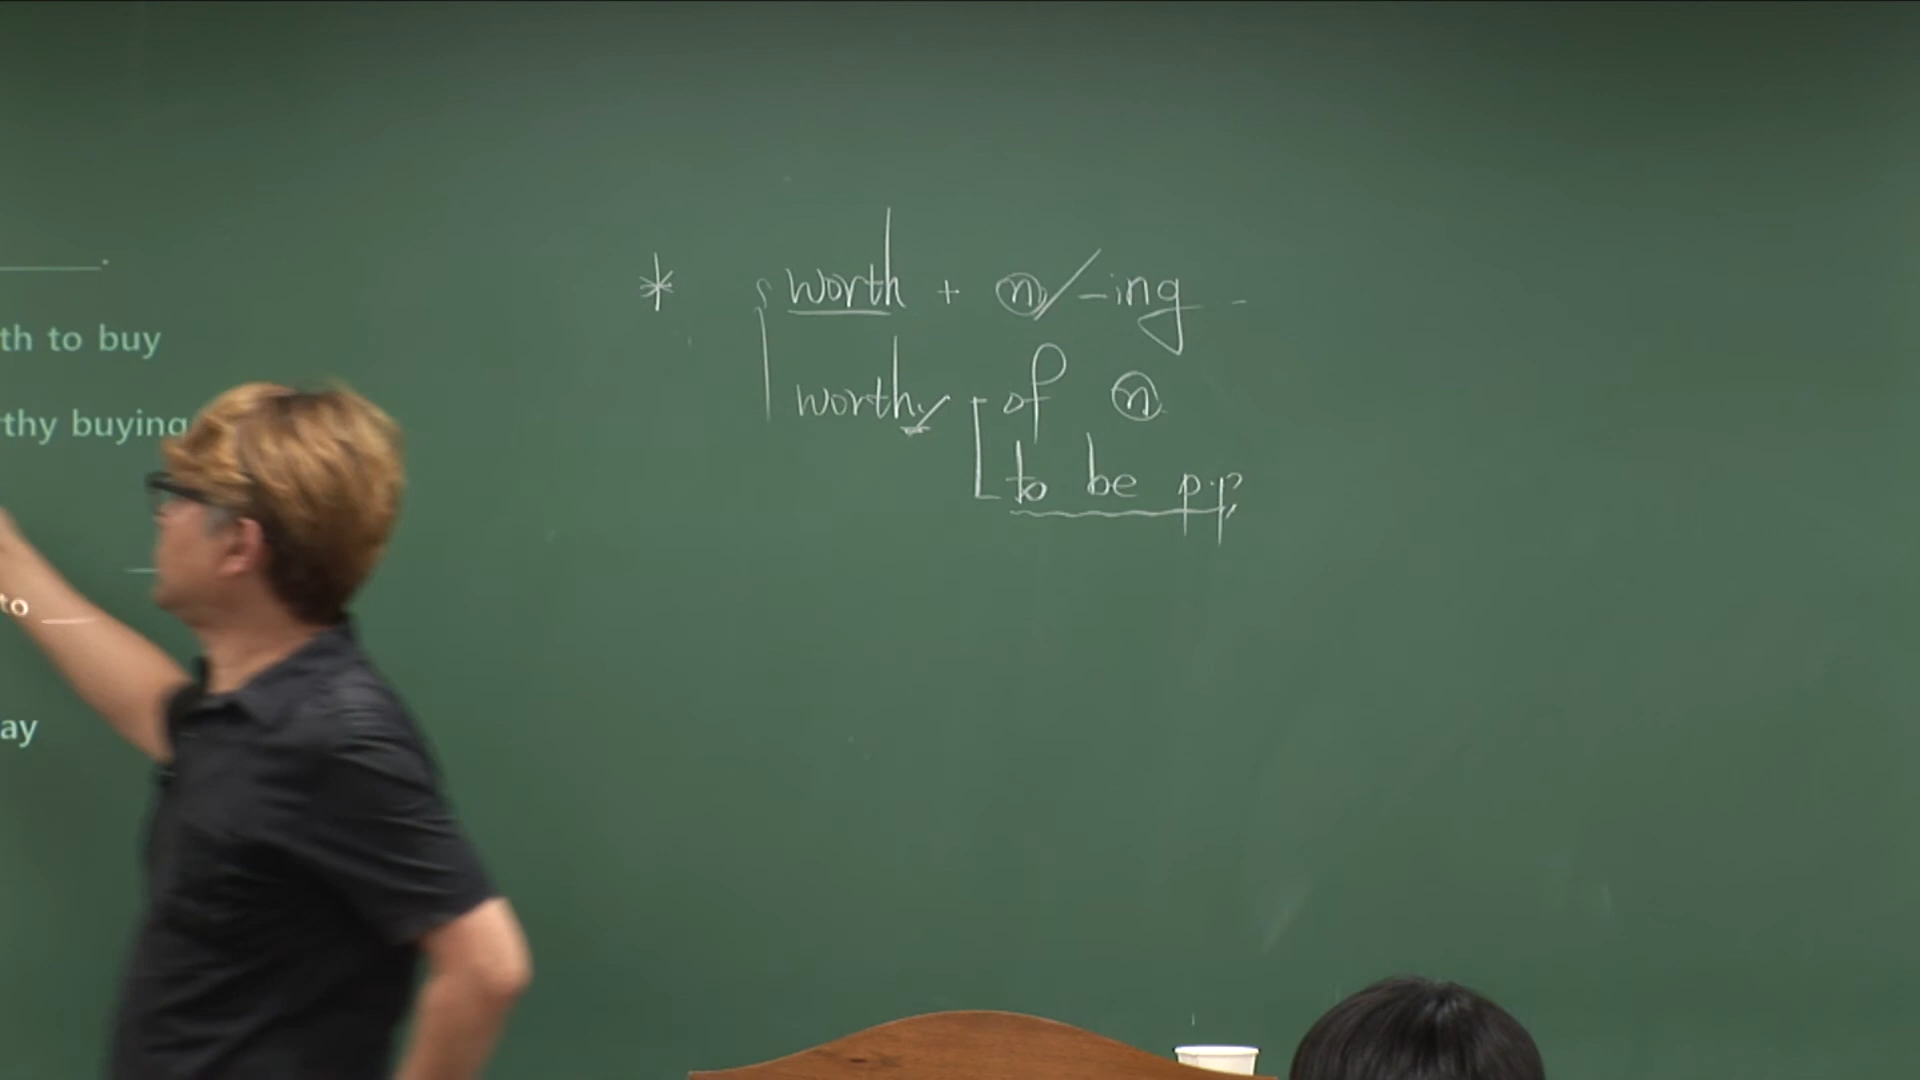 * worth + ⓝ/-ing
th to buy
worthy of ⓝ
thy buying
to be p.p
to
ay